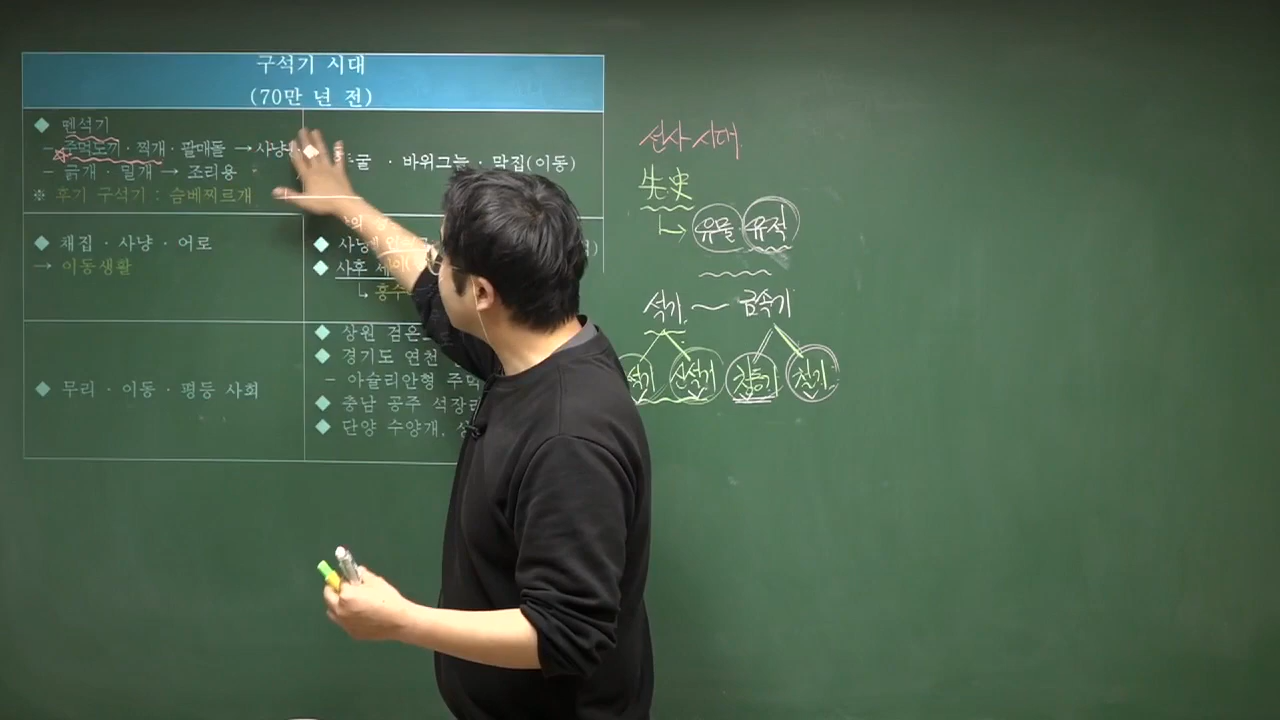 구석기 시대
(70만 년 전)
◆ 뗀석기
- 주먹도끼 · 찍개 · 팔매돌 → 사냥
- 긁개 · 밀개 → 조리용
※ 후기 구석기 : 슴베찌르개
굴 · 바위그늘 · 막집(이동)
◆ 채집 · 사냥 · 어로
→ 이동생활
◆ 사냥
◆ 사후 세
↳ 흥수
◆ 무리 · 이동 · 평등 사회
◆ 상원 검은
◆ 경기도 연천
- 아슐리안형 주먹
◆ 충남 공주 석장리
◆ 단양 수양개,
선사 시대
先史
↳ 유물 유적
석기 ~ 금속기
석기 신석기 청동기 철기